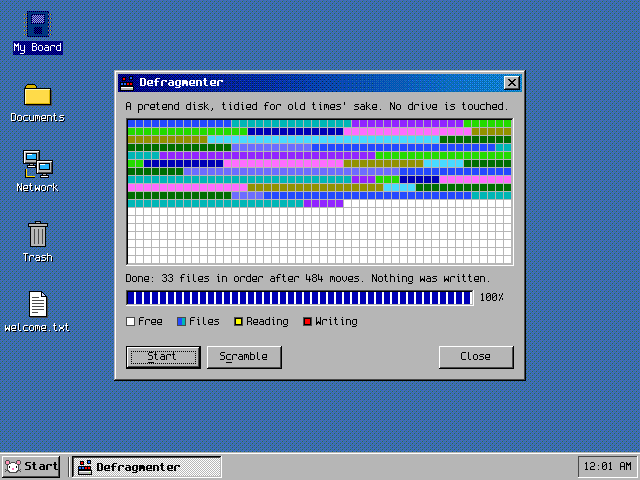 My Board
Documents
Network
Trash
welcome.txt
Defragmenter
A pretend disk, tidied for old times' sake. No drive is touched.
Done: 33 files in order after 484 moves. Nothing was written.
100%
Free Files Reading Writing
Start Scramble Close
Start Defragmenter 12:01 AM